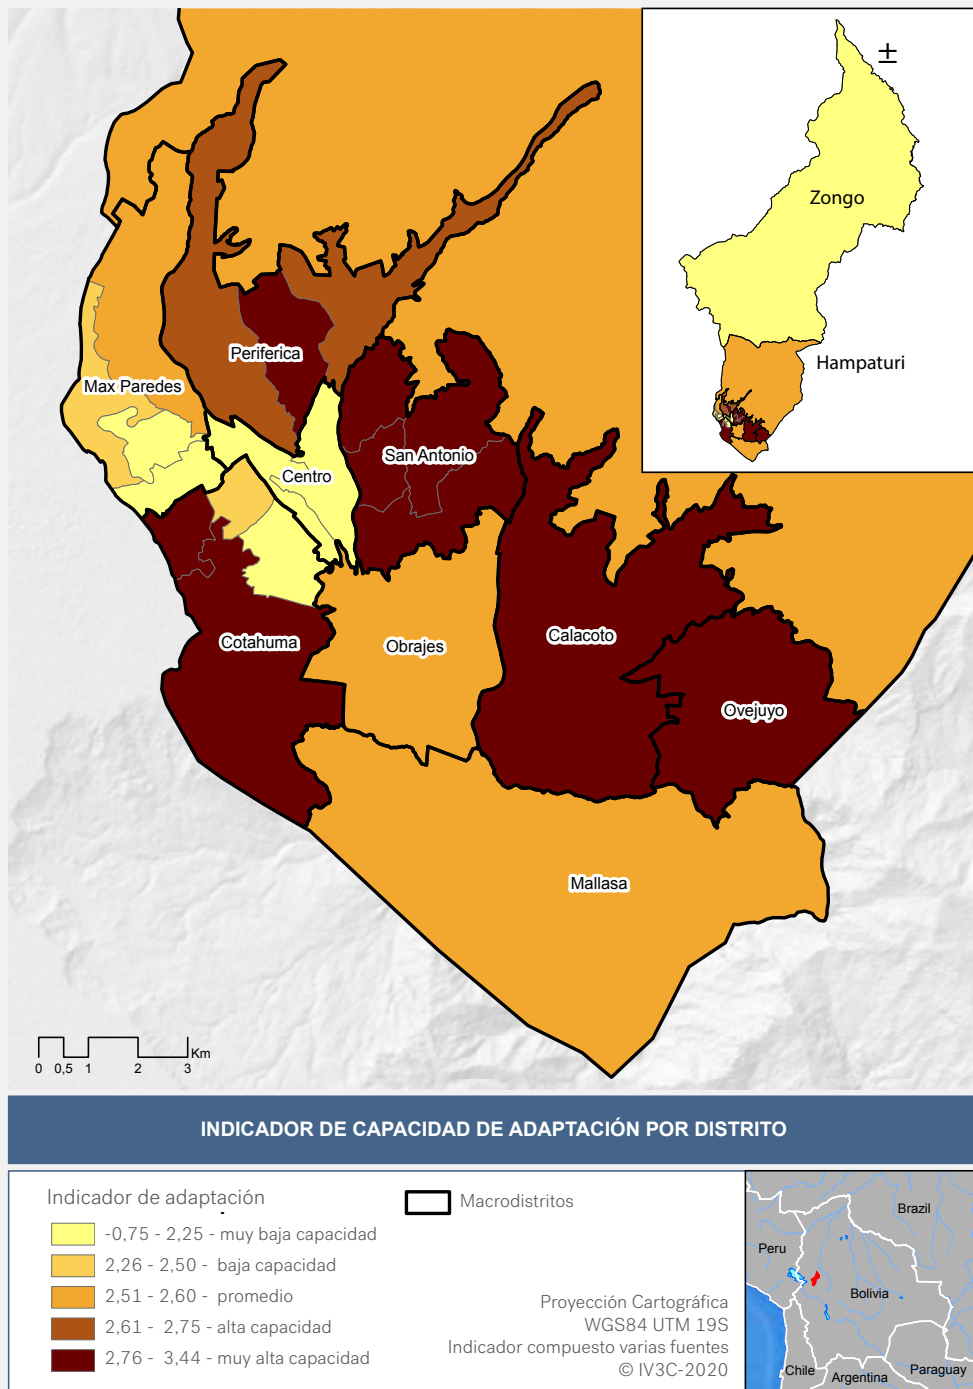 ±
Zongo
Hampaturi
Periferica
Max Paredes
San Antonio
Centro
Cotahuma
Obrajes
Calacoto
Ovejuyo
Mallasa
Km
0 0,5 1 2 3
INDICADOR DE CAPACIDAD DE ADAPTACIÓN POR DISTRITO
Indicador de adaptación
-0,75 - 2,25 - muy baja capacidad
2,26 - 2,50 - baja capacidad
2,51 - 2,60 - promedio
2,61 - 2,75 - alta capacidad
2,76 - 3,44 - muy alta capacidad
Macrodistritos
Proyección Cartográfica
WGS84 UTM 19S
Indicador compuesto varias fuentes
© IV3C-2020
Brazil
Peru
Bolivia
Chile
Argentina
Paraguay